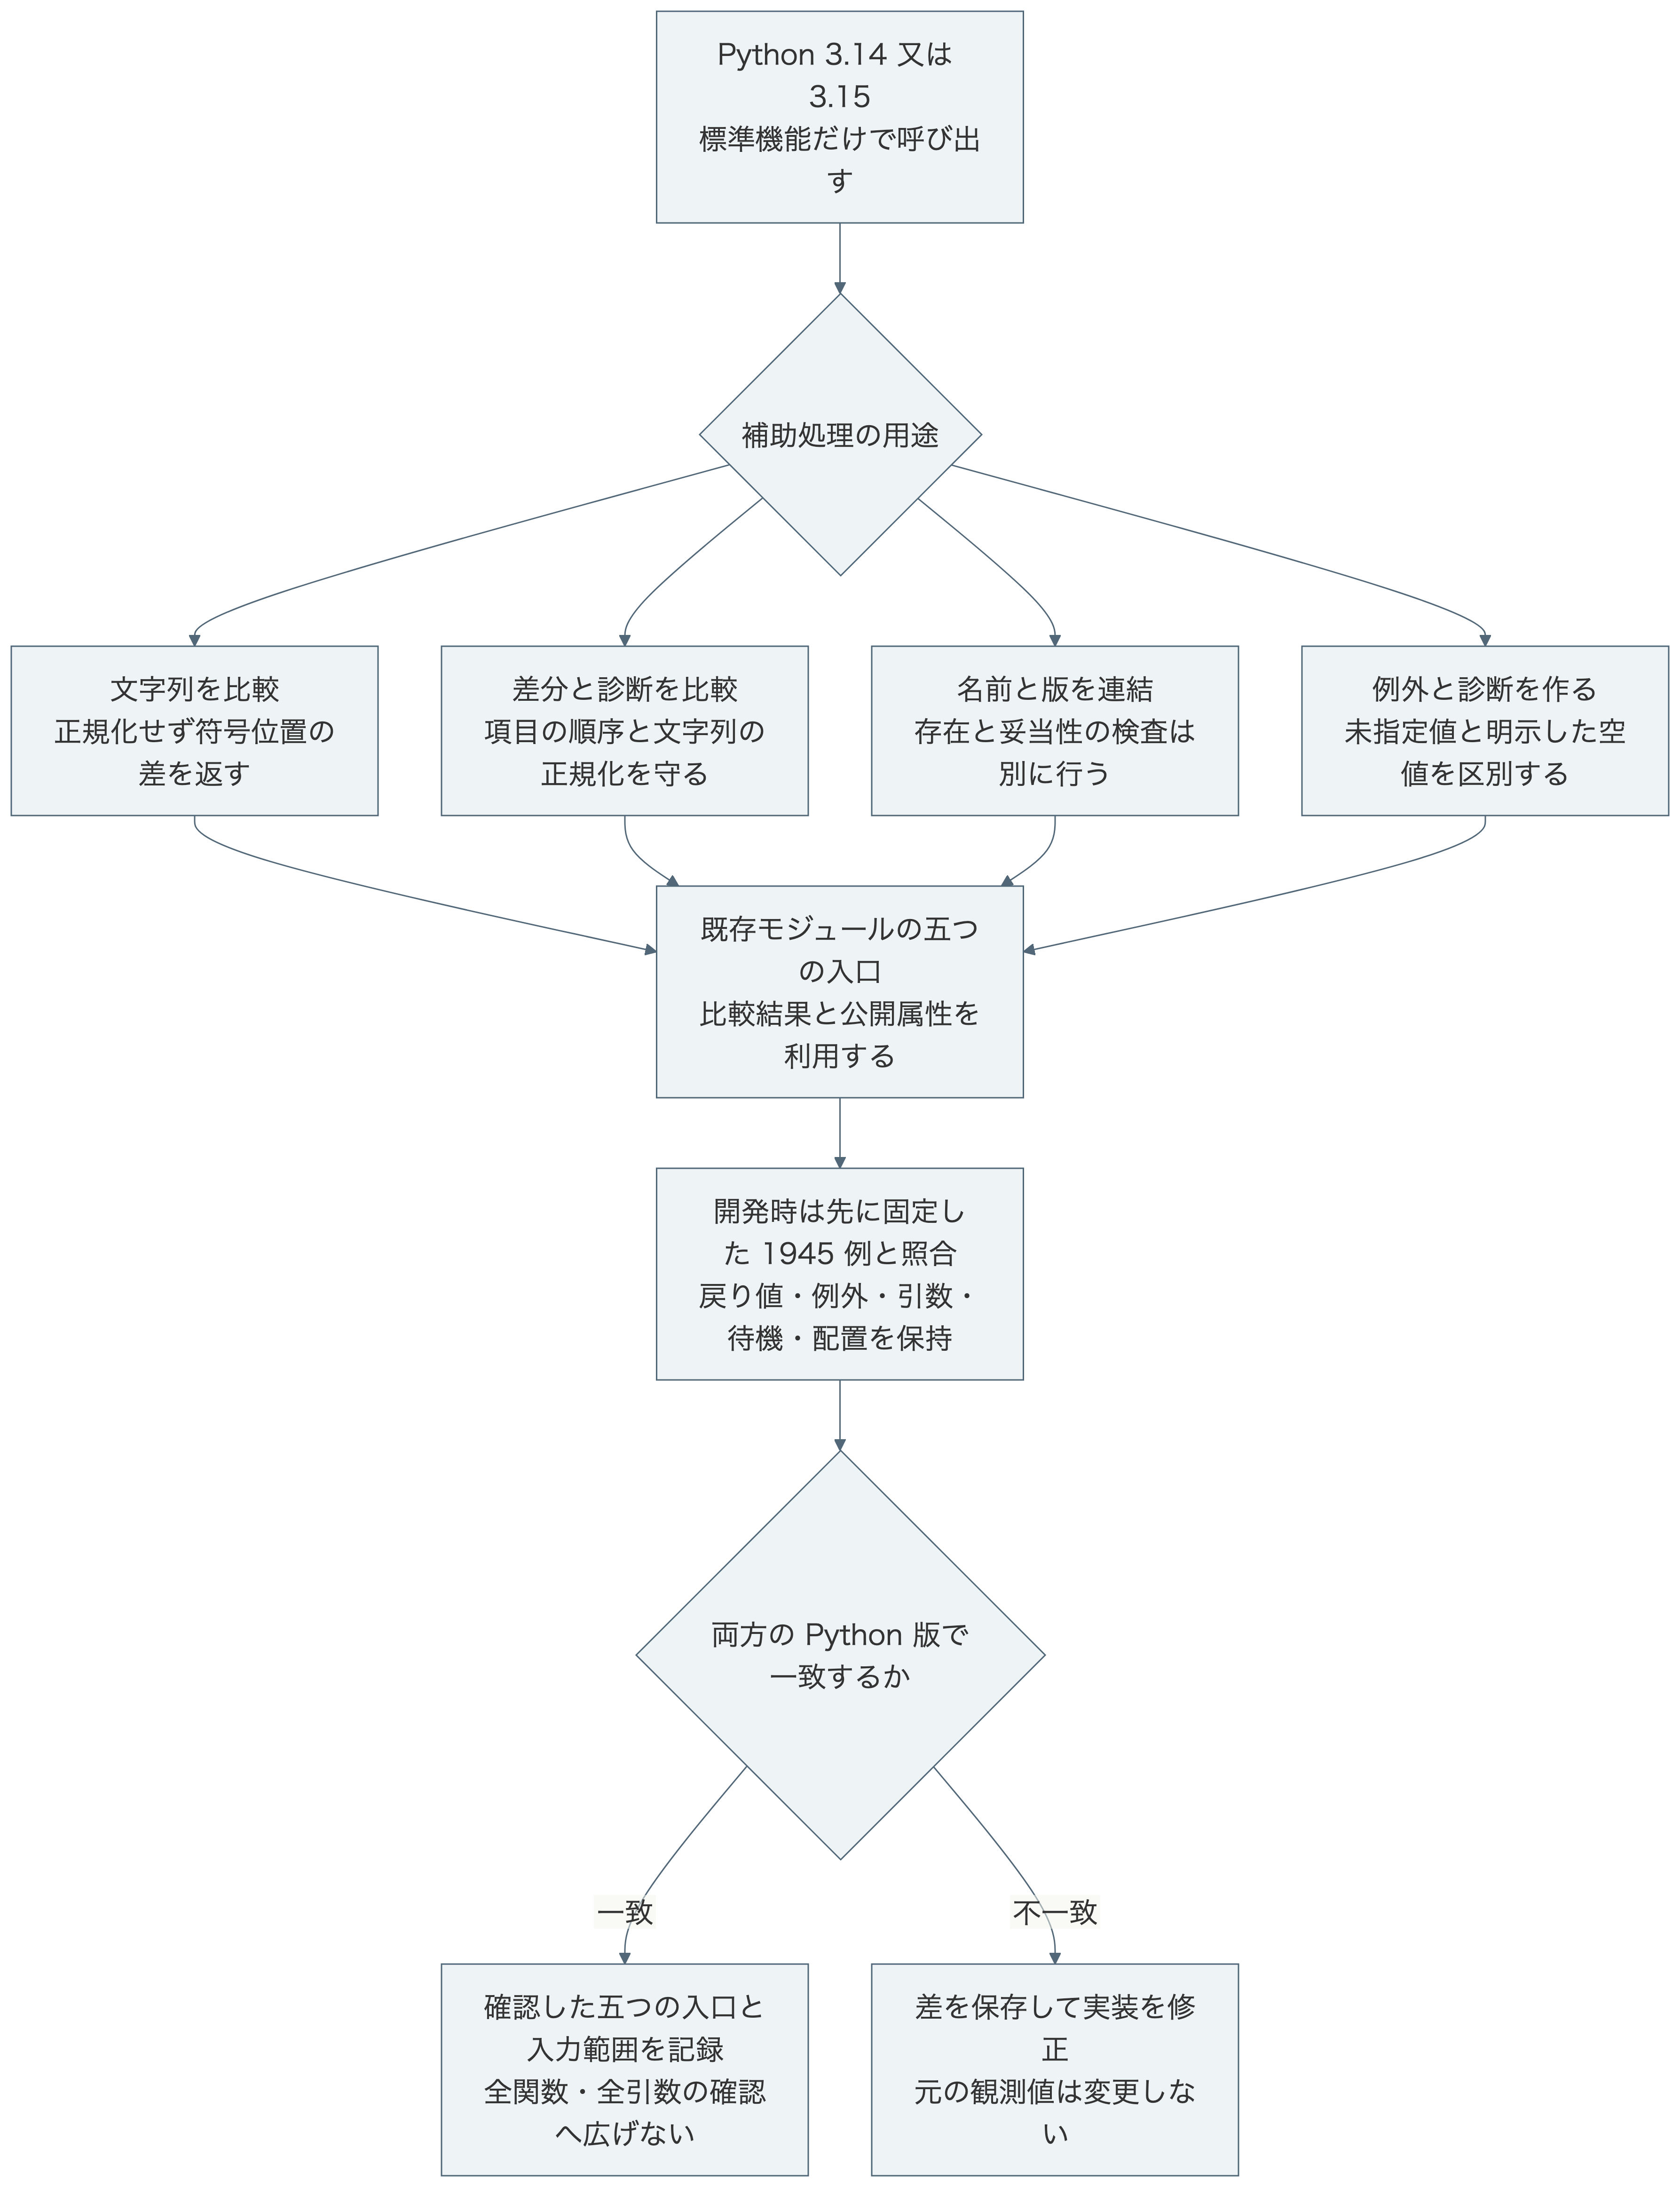 Python 3.14 又は
3.15
標準機能だけで呼び出
す
補助処理の用途
文字列を比較
正規化せず符号位置の
差を返す
差分と診断を比較
項目の順序と文字列の
正規化を守る
名前と版を連結
存在と妥当性の検査は
別に行う
例外と診断を作る
未指定値と明示した空
値を区別する
既存モジュールの五つ
の入口
比較結果と公開属性を
利用する
開発時は先に固定し
た 1945 例と照合
戻り値・例外・引数・
待機・配置を保持
両方の Python 版で
一致するか
一致
不一致
確認した五つの入口と
入力範囲を記録
全関数・全引数の確認
へ広げない
差を保存して実装を修
正
元の観測値は変更しな
い